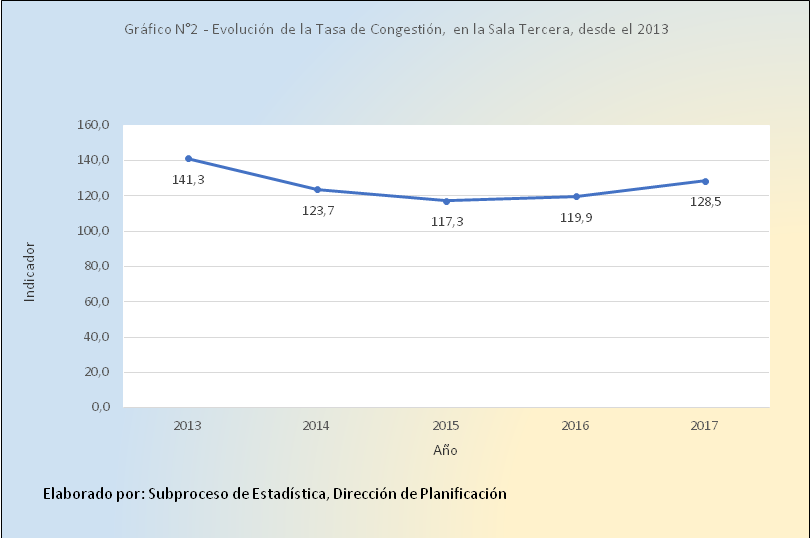 Gráfico N°2 - Evolución de la Tasa de Congestión, en la Sala Tercera, desde el 2013
160,0
140,0
120,0
100,0
80,0
60,0
40,0
20,0
0,0
Indicador
141,3
123,7
117,3
119,9
128,5
2013 2014 2015 2016 2017
Año
Elaborado por: Subproceso de Estadística, Dirección de Planificación